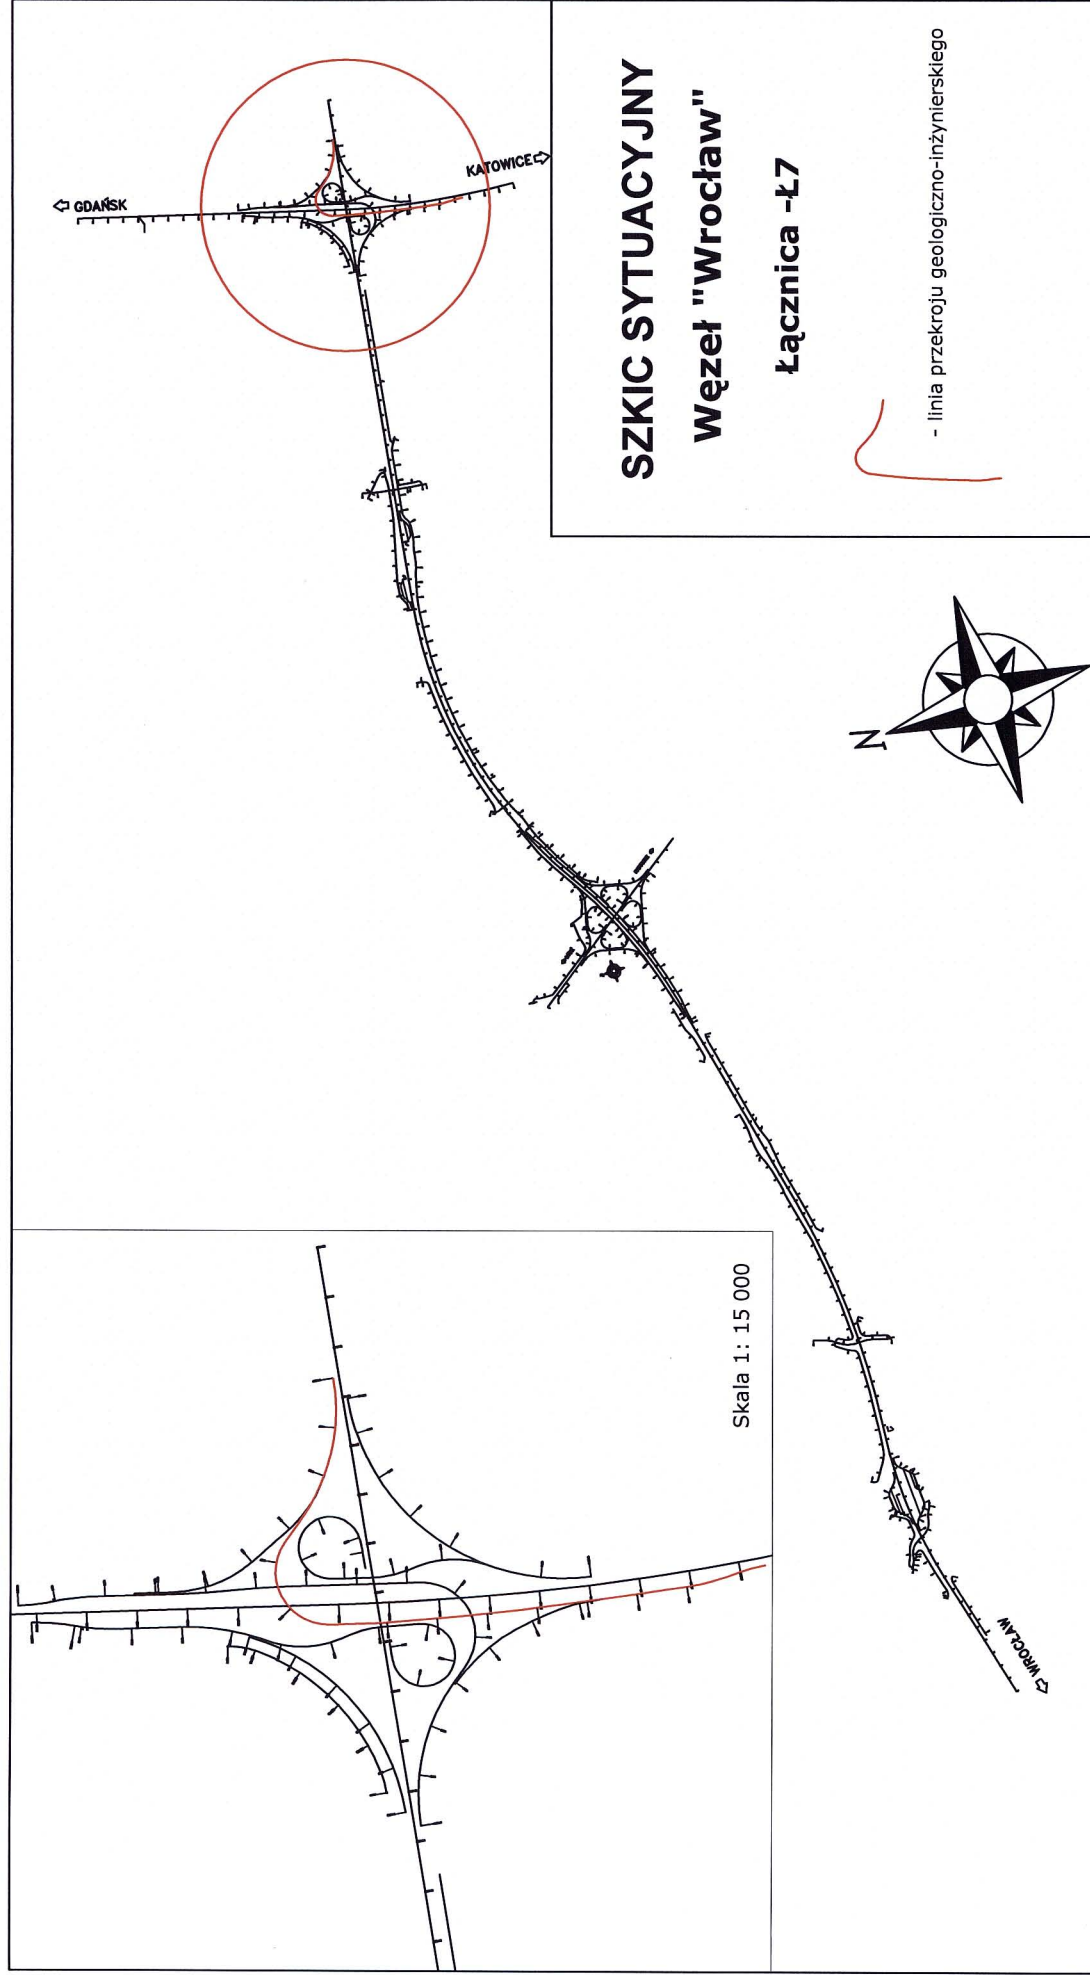 GDAŃSK
KATOWICE
SZKIC SYTUACYJNY
Węzeł "Wrocław"
Łącznica -Ł7
- linia przekroju geologiczno-inżynierskiego
N
Skala 1: 15 000
WROCŁAW